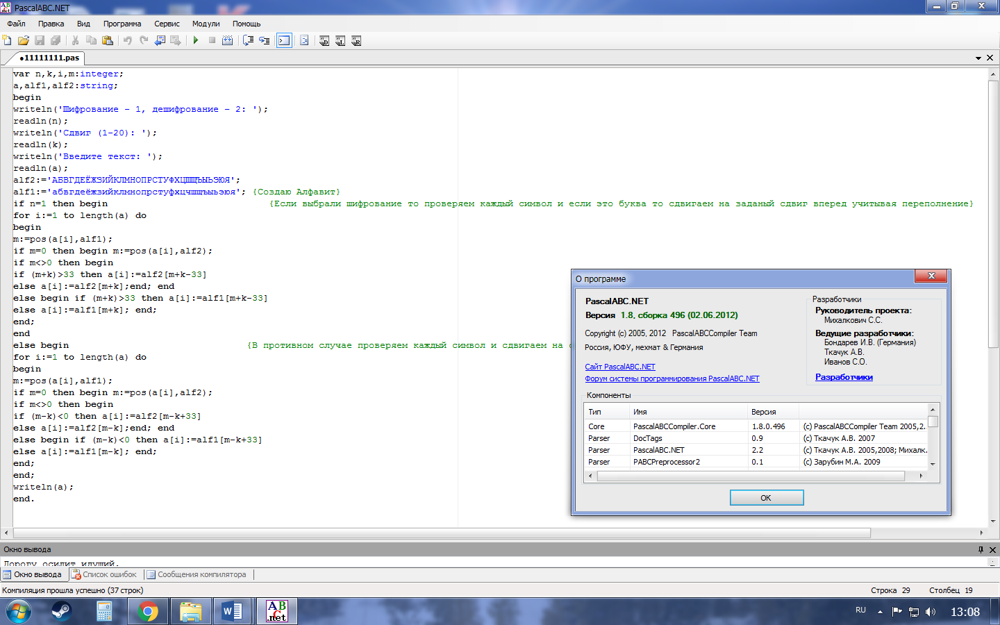 PascalABC.NET
Файл Правка Вид Программа Сервис Модули Помощь
•11111111.pas
var n,k,i,m:integer;
a,alf1,alf2:string;
begin
writeln('Шифрование - 1, дешифрование - 2: ');
readln(n);
writeln('Сдвиг (1-20): ');
readln(k);
writeln('Введите текст: ');
readln(a);
alf2:='АБВГДЕЁЖЗИЙКЛМНОПРСТУФХЦШЩЪЫЬЭЮЯ';
alf1:='абвгдеёжзийклмнопрстуфхцчшщъыьэюя'; {Создаю Алфавит}
if n=1 then begin {Если выбрали шифрование то проверяем каждый символ и если это буква то сдвигаем на заданый сдвиг вперед учитывая переполнение}
for i:=1 to length(a) do
begin
m:=pos(a[i],alf1);
if m=0 then begin m:=pos(a[i],alf2);
if m<>0 then begin
if (m+k)>33 then a[i]:=alf2[m+k-33]
else a[i]:=alf2[m+k];end; end
else begin if (m+k)>33 then a[i]:=alf1[m+k-33]
else a[i]:=alf1[m+k]; end;
end;
end
else begin {В противном случае проверяем каждый символ и сдвигаем на
for i:=1 to length(a) do
begin
m:=pos(a[i],alf1);
if m=0 then begin m:=pos(a[i],alf2);
if m<>0 then begin
if (m-k)<0 then a[i]:=alf2[m-k+33]
else a[i]:=alf2[m-k];end; end
else begin if (m-k)<0 then a[i]:=alf1[m-k+33]
else a[i]:=alf1[m-k]; end;
end;
end;
writeln(a);
end.
О программе
PascalABC.NET
Версия 1.8, сборка 496 (02.06.2012)
Copyright (c) 2005, 2012 PascalABCCompiler Team
Россия, ЮФУ, мехмат & Германия
Сайт PascalABC.NET
Форум системы программирования PascalABC.NET
Разработчики
Руководитель проекта:
Михалкович С.С.
Ведущие разработчики:
Бондарев И.В. (Германия)
Ткачук А.В.
Иванов С.О.
Разработчики
Компоненты
Тип Имя Версия
Core PascalABCCompiler.Core 1.8.0.496 (c) PascalABCCompiler Team 2005,2.
Parser DocTags 0.9 (c) Ткачук А.В. 2007
Parser PascalABC.NET 2.2 (c) Ткачук А.В. 2005,2008; Михалк.
Parser PABCPreprocessor2 0.1 (c) Зарубин М.А. 2009
OK
Окно вывода
Дорогу осилит идущий.
Окно вывода Список ошибок Сообщения компилятора
Компиляция прошла успешно (37 строк) Строка 29 Столбец 19
ABC.net RU 13:08